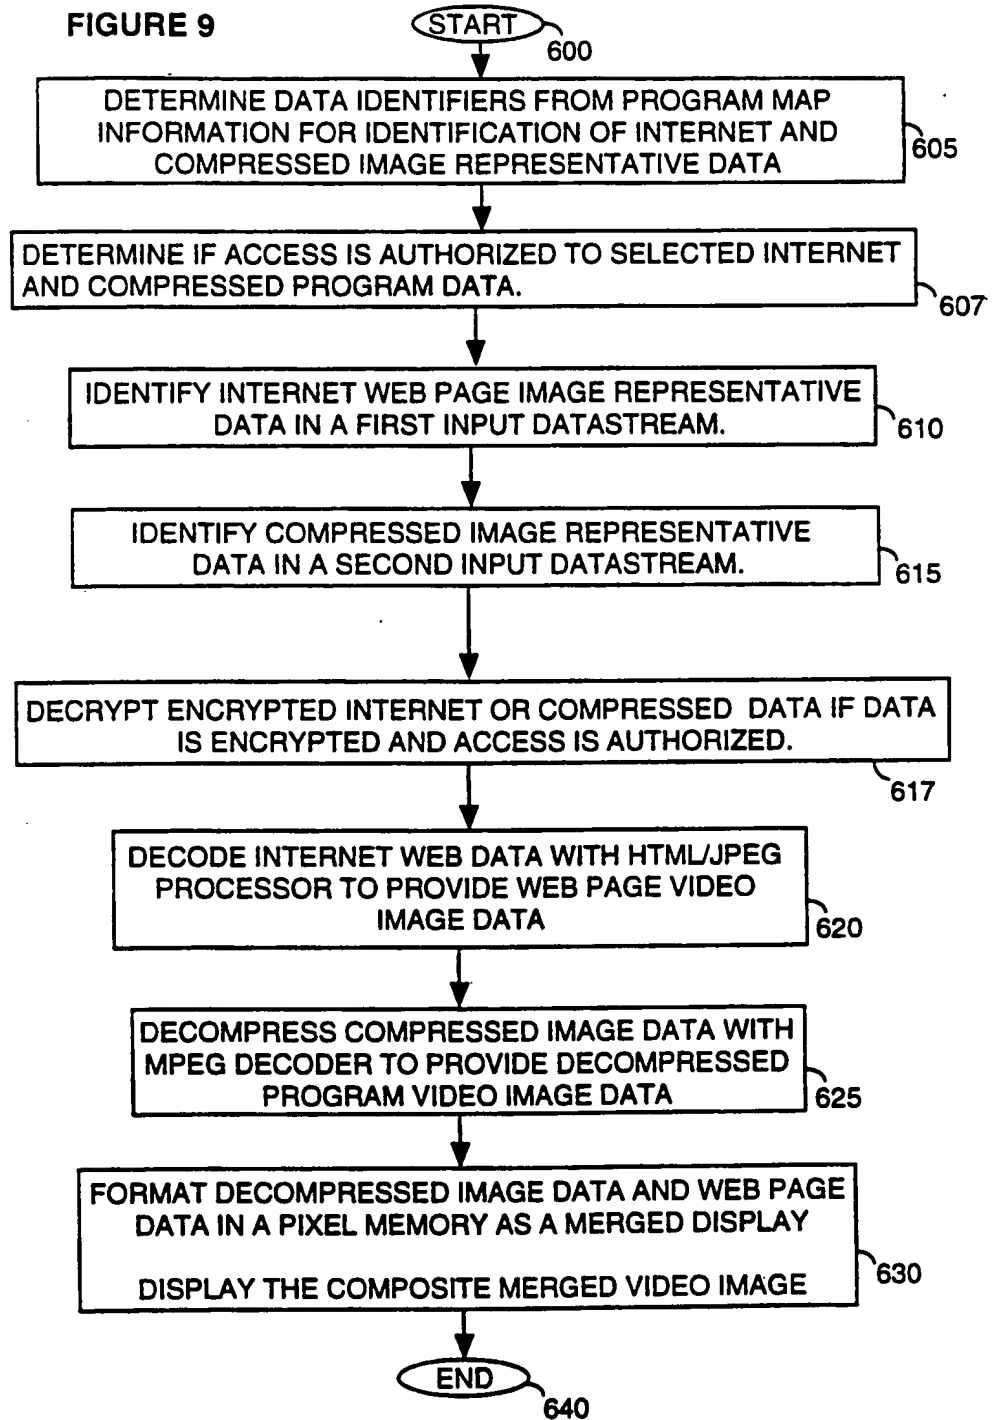 FIGURE 9
START
600
DETERMINE DATA IDENTIFIERS FROM PROGRAM MAP
INFORMATION FOR IDENTIFICATION OF INTERNET AND
COMPRESSED IMAGE REPRESENTATIVE DATA
605
DETERMINE IF ACCESS IS AUTHORIZED TO SELECTED INTERNET
AND COMPRESSED PROGRAM DATA.
607
IDENTIFY INTERNET WEB PAGE IMAGE REPRESENTATIVE
DATA IN A FIRST INPUT DATASTREAM.
610
IDENTIFY COMPRESSED IMAGE REPRESENTATIVE
DATA IN A SECOND INPUT DATASTREAM.
615
DECRYPT ENCRYPTED INTERNET OR COMPRESSED DATA IF DATA
IS ENCRYPTED AND ACCESS IS AUTHORIZED.
617
DECODE INTERNET WEB DATA WITH HTML/JPEG
PROCESSOR TO PROVIDE WEB PAGE VIDEO
IMAGE DATA
620
DECOMPRESS COMPRESSED IMAGE DATA WITH
MPEG DECODER TO PROVIDE DECOMPRESSED
PROGRAM VIDEO IMAGE DATA
625
FORMAT DECOMPRESSED IMAGE DATA AND WEB PAGE
DATA IN A PIXEL MEMORY AS A MERGED DISPLAY
DISPLAY THE COMPOSITE MERGED VIDEO IMAGE
630
END
640